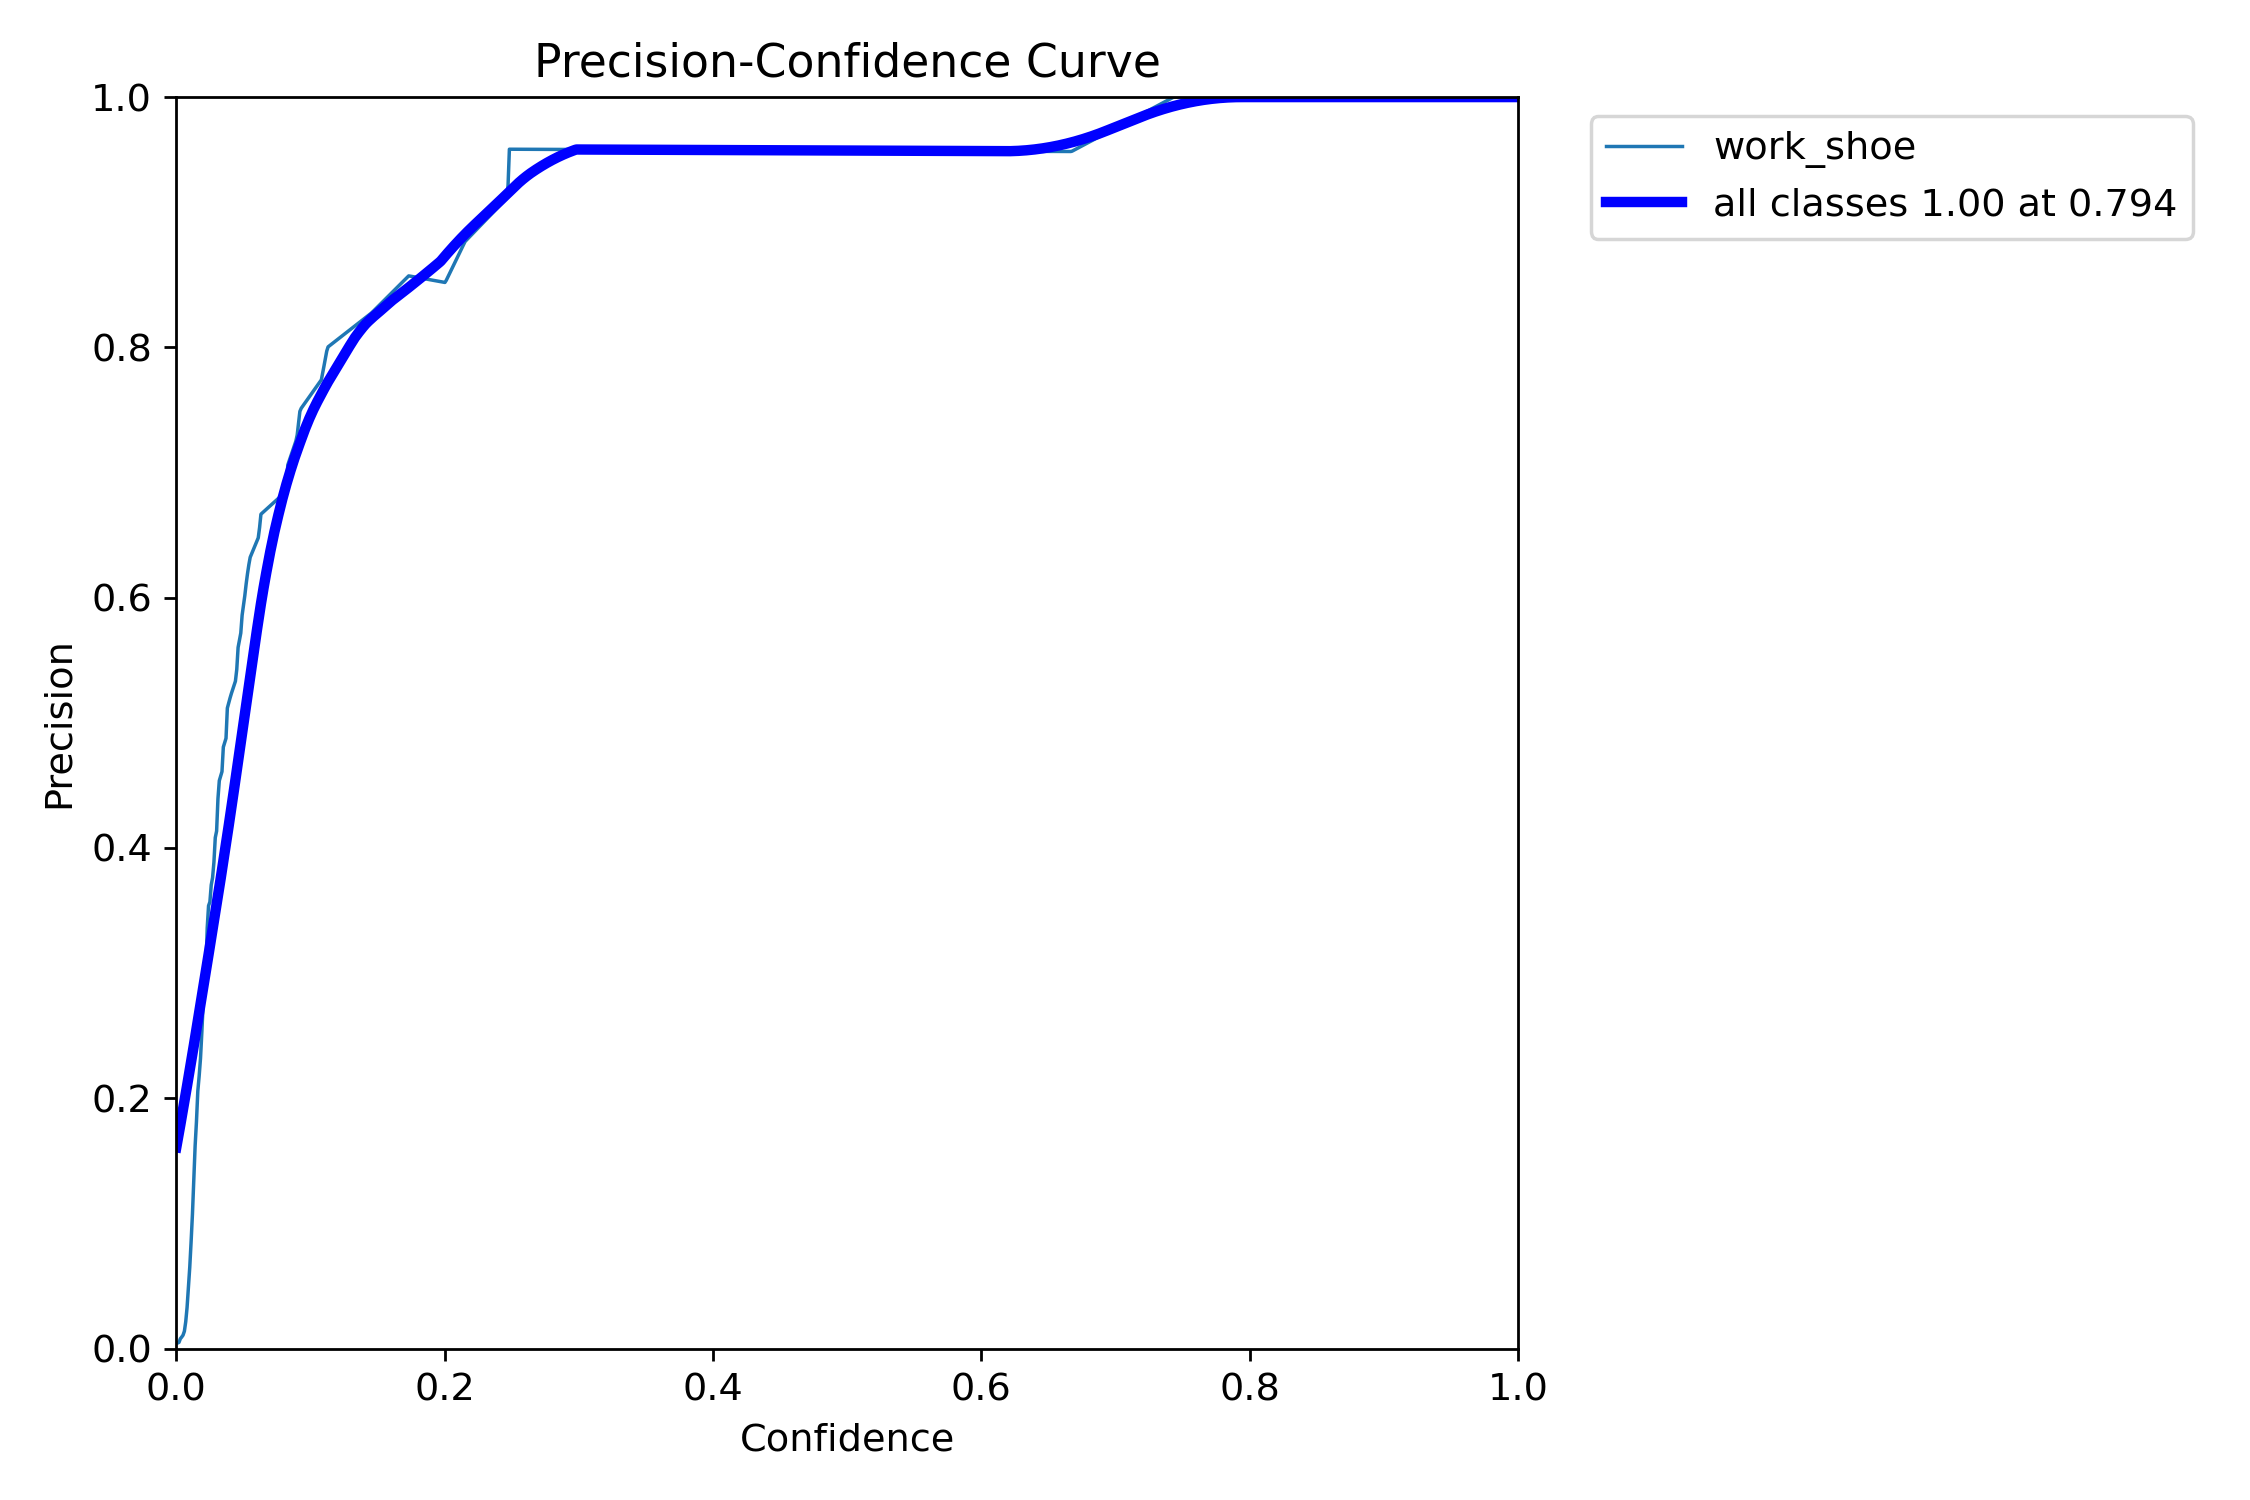 Precision-Confidence Curve
1.0
0.8
0.6
0.4
0.2
0.0
Precision
0.0 0.2 0.4 0.6 0.8 1.0
Confidence
work_shoe
all classes 1.00 at 0.794